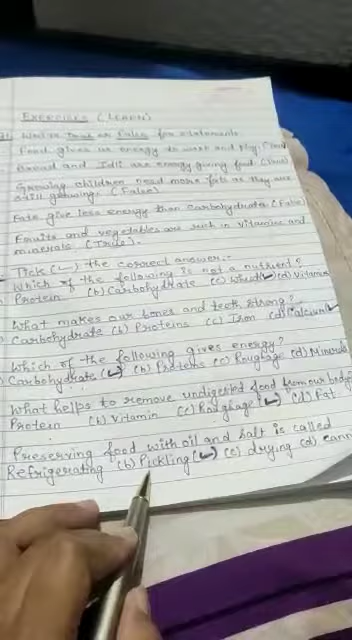 EXERCISES (LEARN)
Q1. Write True or False for statements.
Food gives us energy to work and play. (True)
Bread and Idli are energy giving food (True)
Growing children need more fats as they are
still growing. (False)
Fats give less energy than carbohydrates (False)
Fruits and vegetables are rich in vitamins and
minerals (True).
Tick (✓) the correct answer:-
Which of the following is not a nutrient?
Protein (b) Carbohydrate (c) ✓ (d) Vitamin
What makes our bones and teeth strong?
Carbohydrate (b) Proteins (c) Iron (d) Calcium ✓
Which of the following gives energy?
Carbohydrate (✓) (b) Proteins (c) Roughage (d) Minerals
What helps to remove undigested food from our body?
Protein (b) Vitamin (c) Roughage (✓) (d) Fat
Preserving food with oil and salt is called
Refrigerating (b) Pickling (✓) (c) drying (d) cann